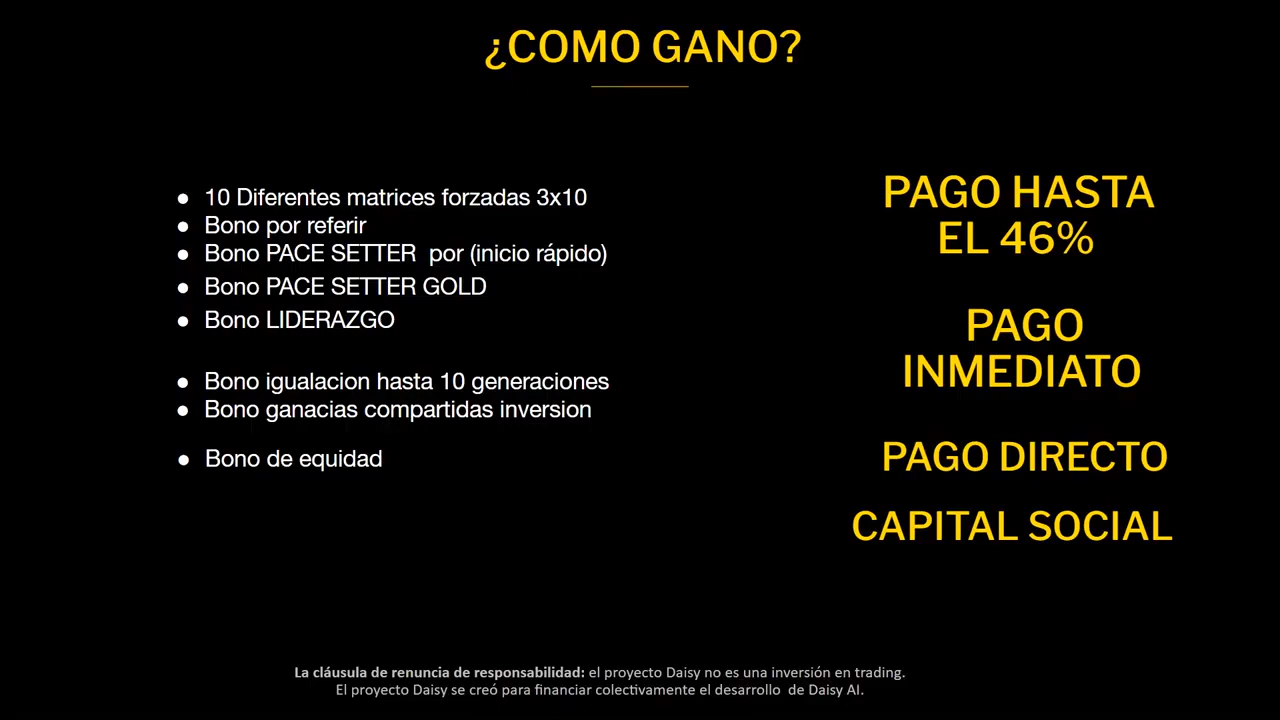 ¿COMO GANO?
● 10 Diferentes matrices forzadas 3x10
● Bono por referir
● Bono PACE SETTER por (inicio rápido)
● Bono PACE SETTER GOLD
● Bono LIDERAZGO
● Bono igualacion hasta 10 generaciones
● Bono ganacias compartidas inversion
● Bono de equidad
PAGO HASTA
EL 46%
PAGO
INMEDIATO
PAGO DIRECTO
CAPITAL SOCIAL
La cláusula de renuncia de responsabilidad: el proyecto Daisy no es una inversión en trading.
El proyecto Daisy se creó para financiar colectivamente el desarrollo de Daisy AI.